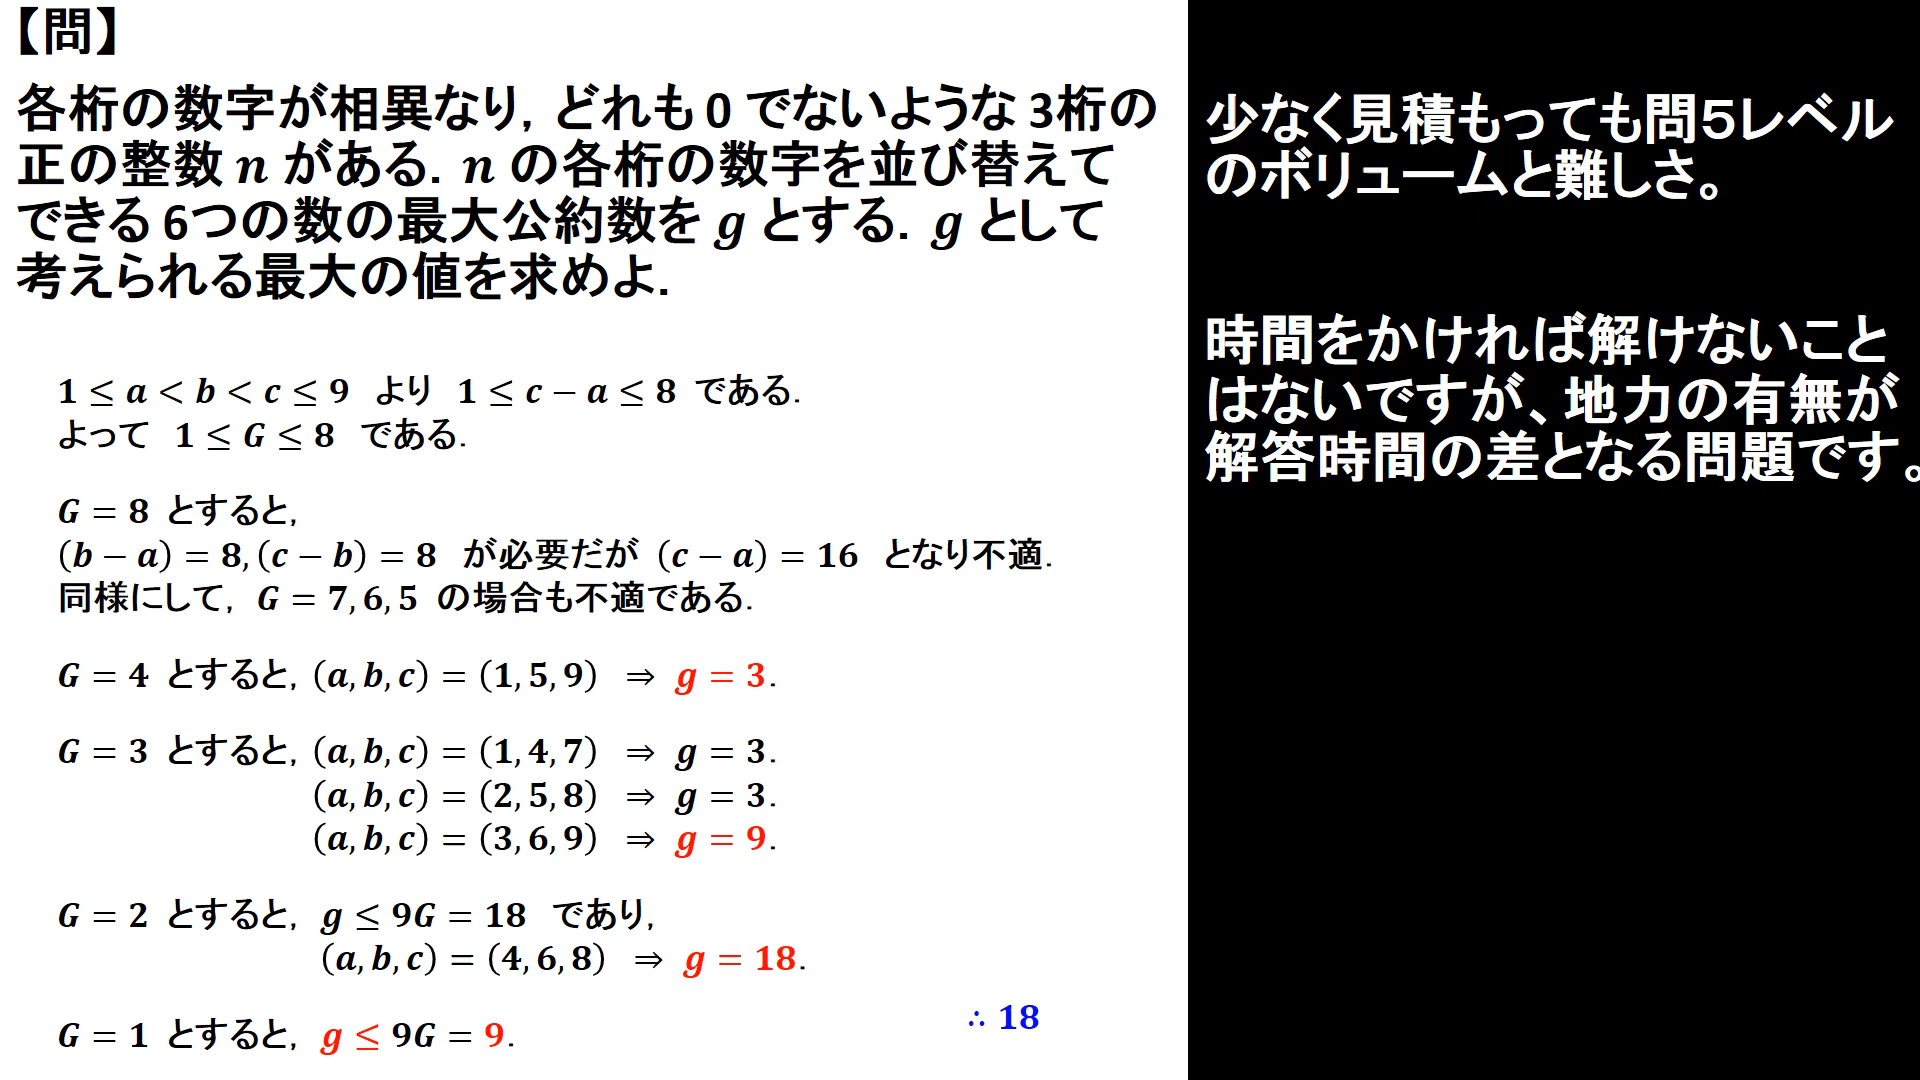 【問】
各桁の数字が相異なり, どれも 0 でないような 3桁の
正の整数 n がある. n の各桁の数字を並び替えて
できる 6つの数の最大公約数を g とする. g として
考えられる最大の値を求めよ.
1 ≤ a < b < c ≤ 9 より 1 ≤ c − a ≤ 8 である.
よって 1 ≤ G ≤ 8 である.
G = 8 とすると,
(b − a) = 8, (c − b) = 8 が必要だが (c − a) = 16 となり不適.
同様にして, G = 7, 6, 5 の場合も不適である.
G = 4 とすると, (a, b, c) = (1, 5, 9) ⇒ g = 3.
G = 3 とすると, (a, b, c) = (1, 4, 7) ⇒ g = 3.
(a, b, c) = (2, 5, 8) ⇒ g = 3.
(a, b, c) = (3, 6, 9) ⇒ g = 9.
G = 2 とすると, g ≤ 9G = 18 であり,
(a, b, c) = (4, 6, 8) ⇒ g = 18.
∴ 18
G = 1 とすると, g ≤ 9G = 9.
少なく見積もっても問5レベル
のボリュームと難しさ。
時間をかければ解けないこと
はないですが、地力の有無が
解答時間の差となる問題です。